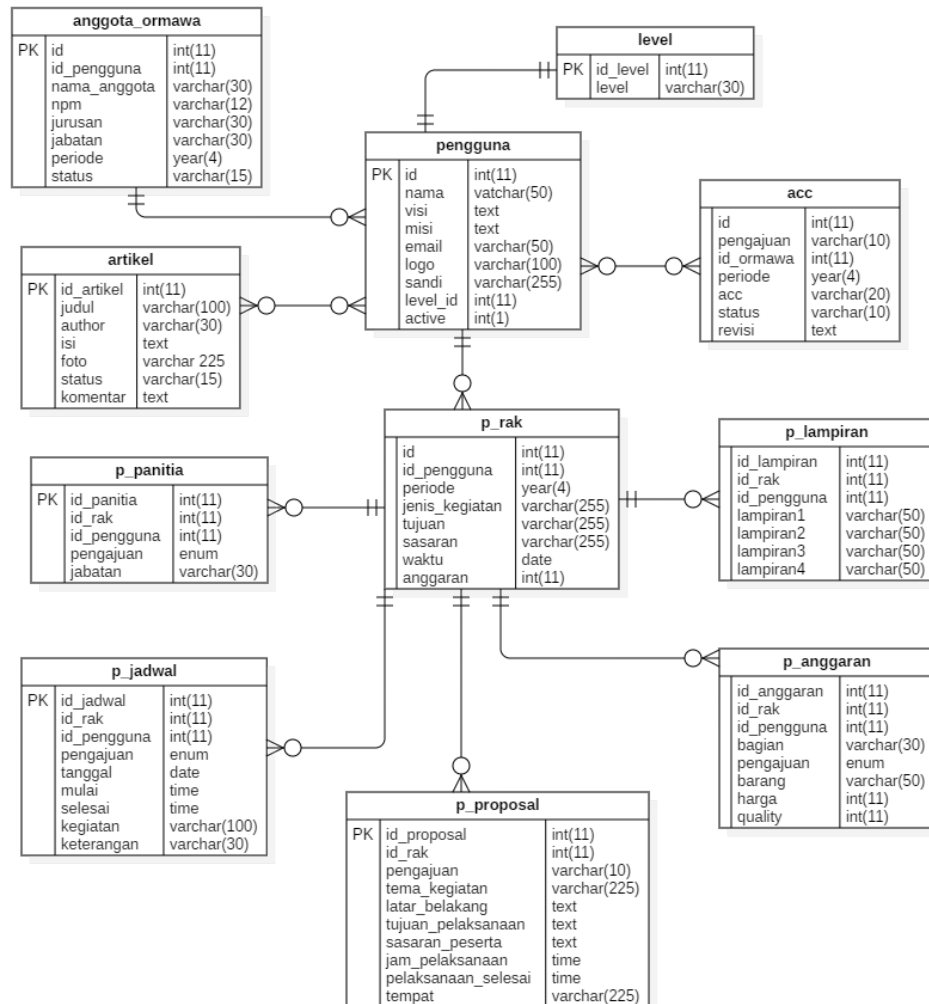 anggota_ormawa
PK id int(11)
id_pengguna int(11)
nama_anggota varchar(30)
npm varchar(12)
jurusan varchar(30)
jabatan varchar(30)
periode year(4)
status varchar(15)
level
PK id_level int(11)
level varchar(30)
pengguna
PK id int(11)
nama vatchar(50)
visi text
misi text
email varchar(50)
logo varchar(100)
sandi varchar(255)
level_id int(11)
active int(1)
acc
id int(11)
pengajuan varchar(10)
id_ormawa int(11)
periode year(4)
acc varchar(20)
status varchar(10)
revisi text
artikel
PK id_artikel int(11)
judul varchar(100)
author varchar(30)
isi text
foto varchar 225
status varchar(15)
komentar text
p_rak
id int(11)
id_pengguna int(11)
periode year(4)
jenis_kegiatan varchar(255)
tujuan varchar(255)
sasaran varchar(255)
waktu date
anggaran int(11)
p_lampiran
id_lampiran int(11)
id_rak int(11)
id_pengguna int(11)
lampiran1 varchar(50)
lampiran2 varchar(50)
lampiran3 varchar(50)
lampiran4 varchar(50)
p_panitia
PK id_panitia int(11)
id_rak int(11)
id_pengguna int(11)
pengajuan enum
jabatan varchar(30)
p_jadwal
PK id_jadwal int(11)
id_rak int(11)
id_pengguna int(11)
pengajuan enum
tanggal date
mulai time
selesai time
kegiatan varchar(100)
keterangan varchar(30)
p_anggaran
id_anggaran int(11)
id_rak int(11)
id_pengguna int(11)
bagian varchar(30)
pengajuan enum
barang varchar(50)
harga int(11)
quality int(11)
p_proposal
PK id_proposal int(11)
id_rak int(11)
pengajuan varchar(10)
tema_kegiatan varchar(225)
latar_belakang text
tujuan_pelaksanaan text
sasaran_peserta text
jam_pelaksanaan time
pelaksanaan_selesai time
tempat varchar(225)